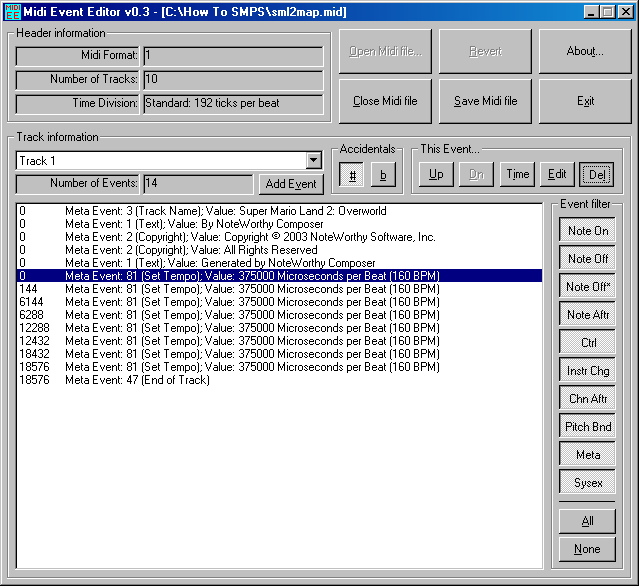 MIDI EE Midi Event Editor v0.3 - [C:\How To SMPS\sml2map.mid]
Header information
Midi Format: 1
Number of Tracks: 10
Time Division: Standard: 192 ticks per beat
Open Midi file... Revert About...
Close Midi file Save Midi file Exit
Track information
Track 1
Number of Events: 14 Add Event
Accidentals
# b
This Event...
Up Dn Time Edit Del
0 Meta Event: 3 (Track Name); Value: Super Mario Land 2: Overworld
0 Meta Event: 1 (Text); Value: By NoteWorthy Composer
0 Meta Event: 2 (Copyright); Value: Copyright © 2003 NoteWorthy Software, Inc.
0 Meta Event: 2 (Copyright); Value: All Rights Reserved
0 Meta Event: 1 (Text); Value: Generated by NoteWorthy Composer
0 Meta Event: 81 (Set Tempo); Value: 375000 Microseconds per Beat (160 BPM)
144 Meta Event: 81 (Set Tempo); Value: 375000 Microseconds per Beat (160 BPM)
6144 Meta Event: 81 (Set Tempo); Value: 375000 Microseconds per Beat (160 BPM)
6288 Meta Event: 81 (Set Tempo); Value: 375000 Microseconds per Beat (160 BPM)
12288 Meta Event: 81 (Set Tempo); Value: 375000 Microseconds per Beat (160 BPM)
12432 Meta Event: 81 (Set Tempo); Value: 375000 Microseconds per Beat (160 BPM)
18432 Meta Event: 81 (Set Tempo); Value: 375000 Microseconds per Beat (160 BPM)
18576 Meta Event: 81 (Set Tempo); Value: 375000 Microseconds per Beat (160 BPM)
18576 Meta Event: 47 (End of Track)
Event filter
Note On
Note Off
Note Off*
Note Aftr
Ctrl
Instr Chg
Chn Aftr
Pitch Bnd
Meta
Sysex
All
None